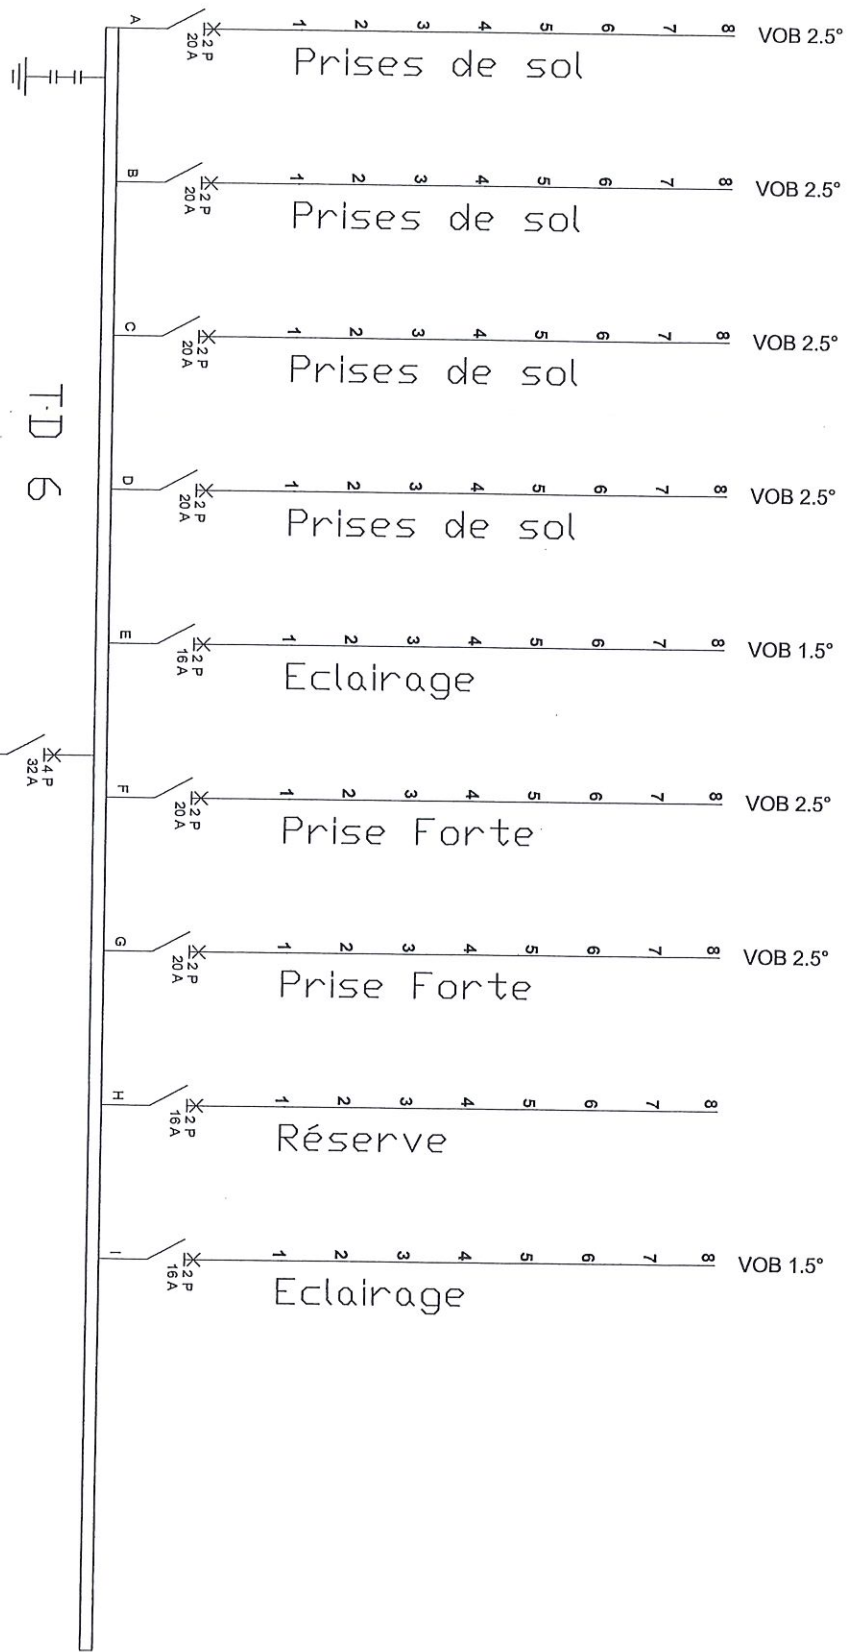 A
2 P
20 A
1 2 3 4 5 6 7 8
VOB 2.5°
Prises de sol
B
2 P
20 A
1 2 3 4 5 6 7 8
VOB 2.5°
Prises de sol
C
2 P
20 A
1 2 3 4 5 6 7 8
VOB 2.5°
Prises de sol
D
2 P
20 A
1 2 3 4 5 6 7 8
VOB 2.5°
Prises de sol
TD 6
E
2 P
16 A
1 2 3 4 5 6 7 8
VOB 1.5°
Eclairage
4 P
32 A
F
2 P
20 A
1 2 3 4 5 6 7 8
VOB 2.5°
Prise Forte
G
2 P
20 A
1 2 3 4 5 6 7 8
VOB 2.5°
Prise Forte
H
2 P
16 A
1 2 3 4 5 6 7 8
Réserve
I
2 P
16 A
1 2 3 4 5 6 7 8
VOB 1.5°
Eclairage